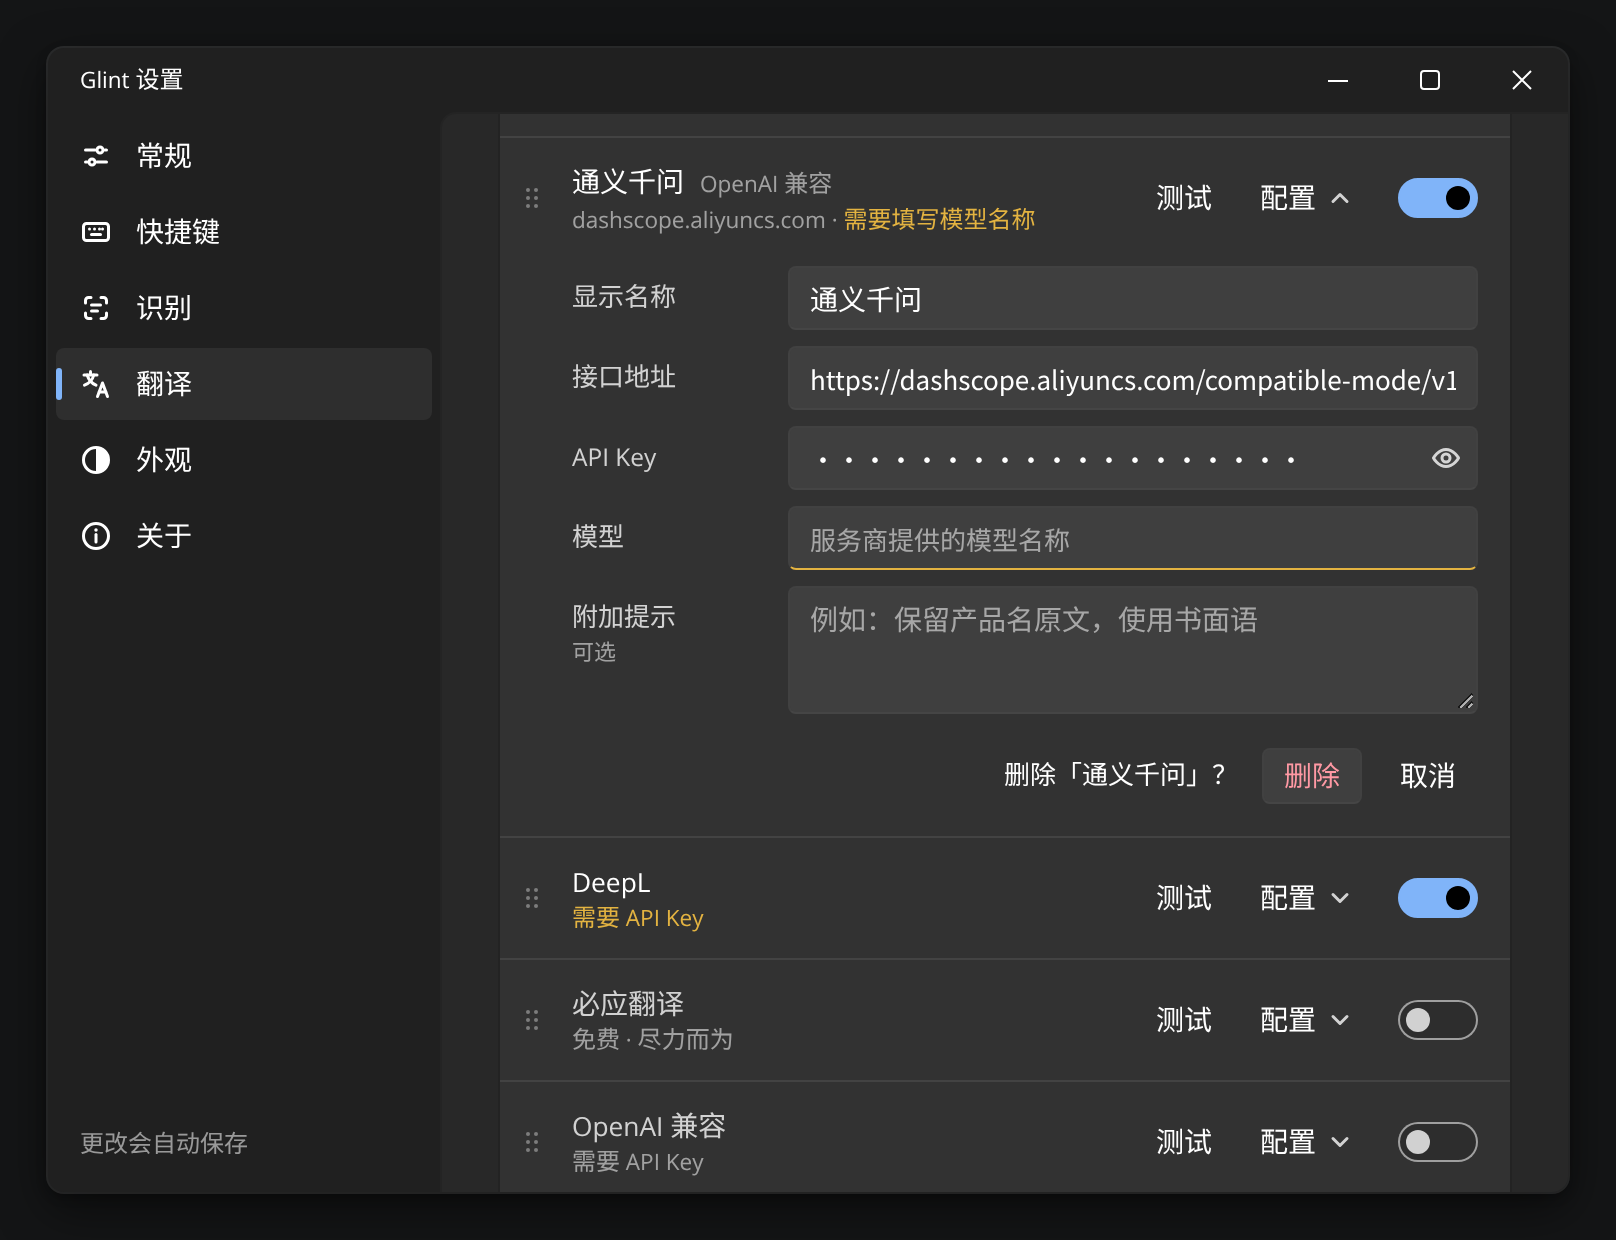 Glint 设置
常规
快捷键
识别
翻译
外观
关于
更改会自动保存
通义千问 OpenAI 兼容
dashscope.aliyuncs.com · 需要填写模型名称
测试 配置
显示名称 通义千问
接口地址 https://dashscope.aliyuncs.com/compatible-mode/v1
API Key
模型 服务商提供的模型名称
附加提示 例如：保留产品名原文，使用书面语
可选
删除「通义千问」？ 删除 取消
DeepL
需要 API Key
测试 配置
必应翻译
免费 · 尽力而为
测试 配置
OpenAI 兼容
需要 API Key
测试 配置